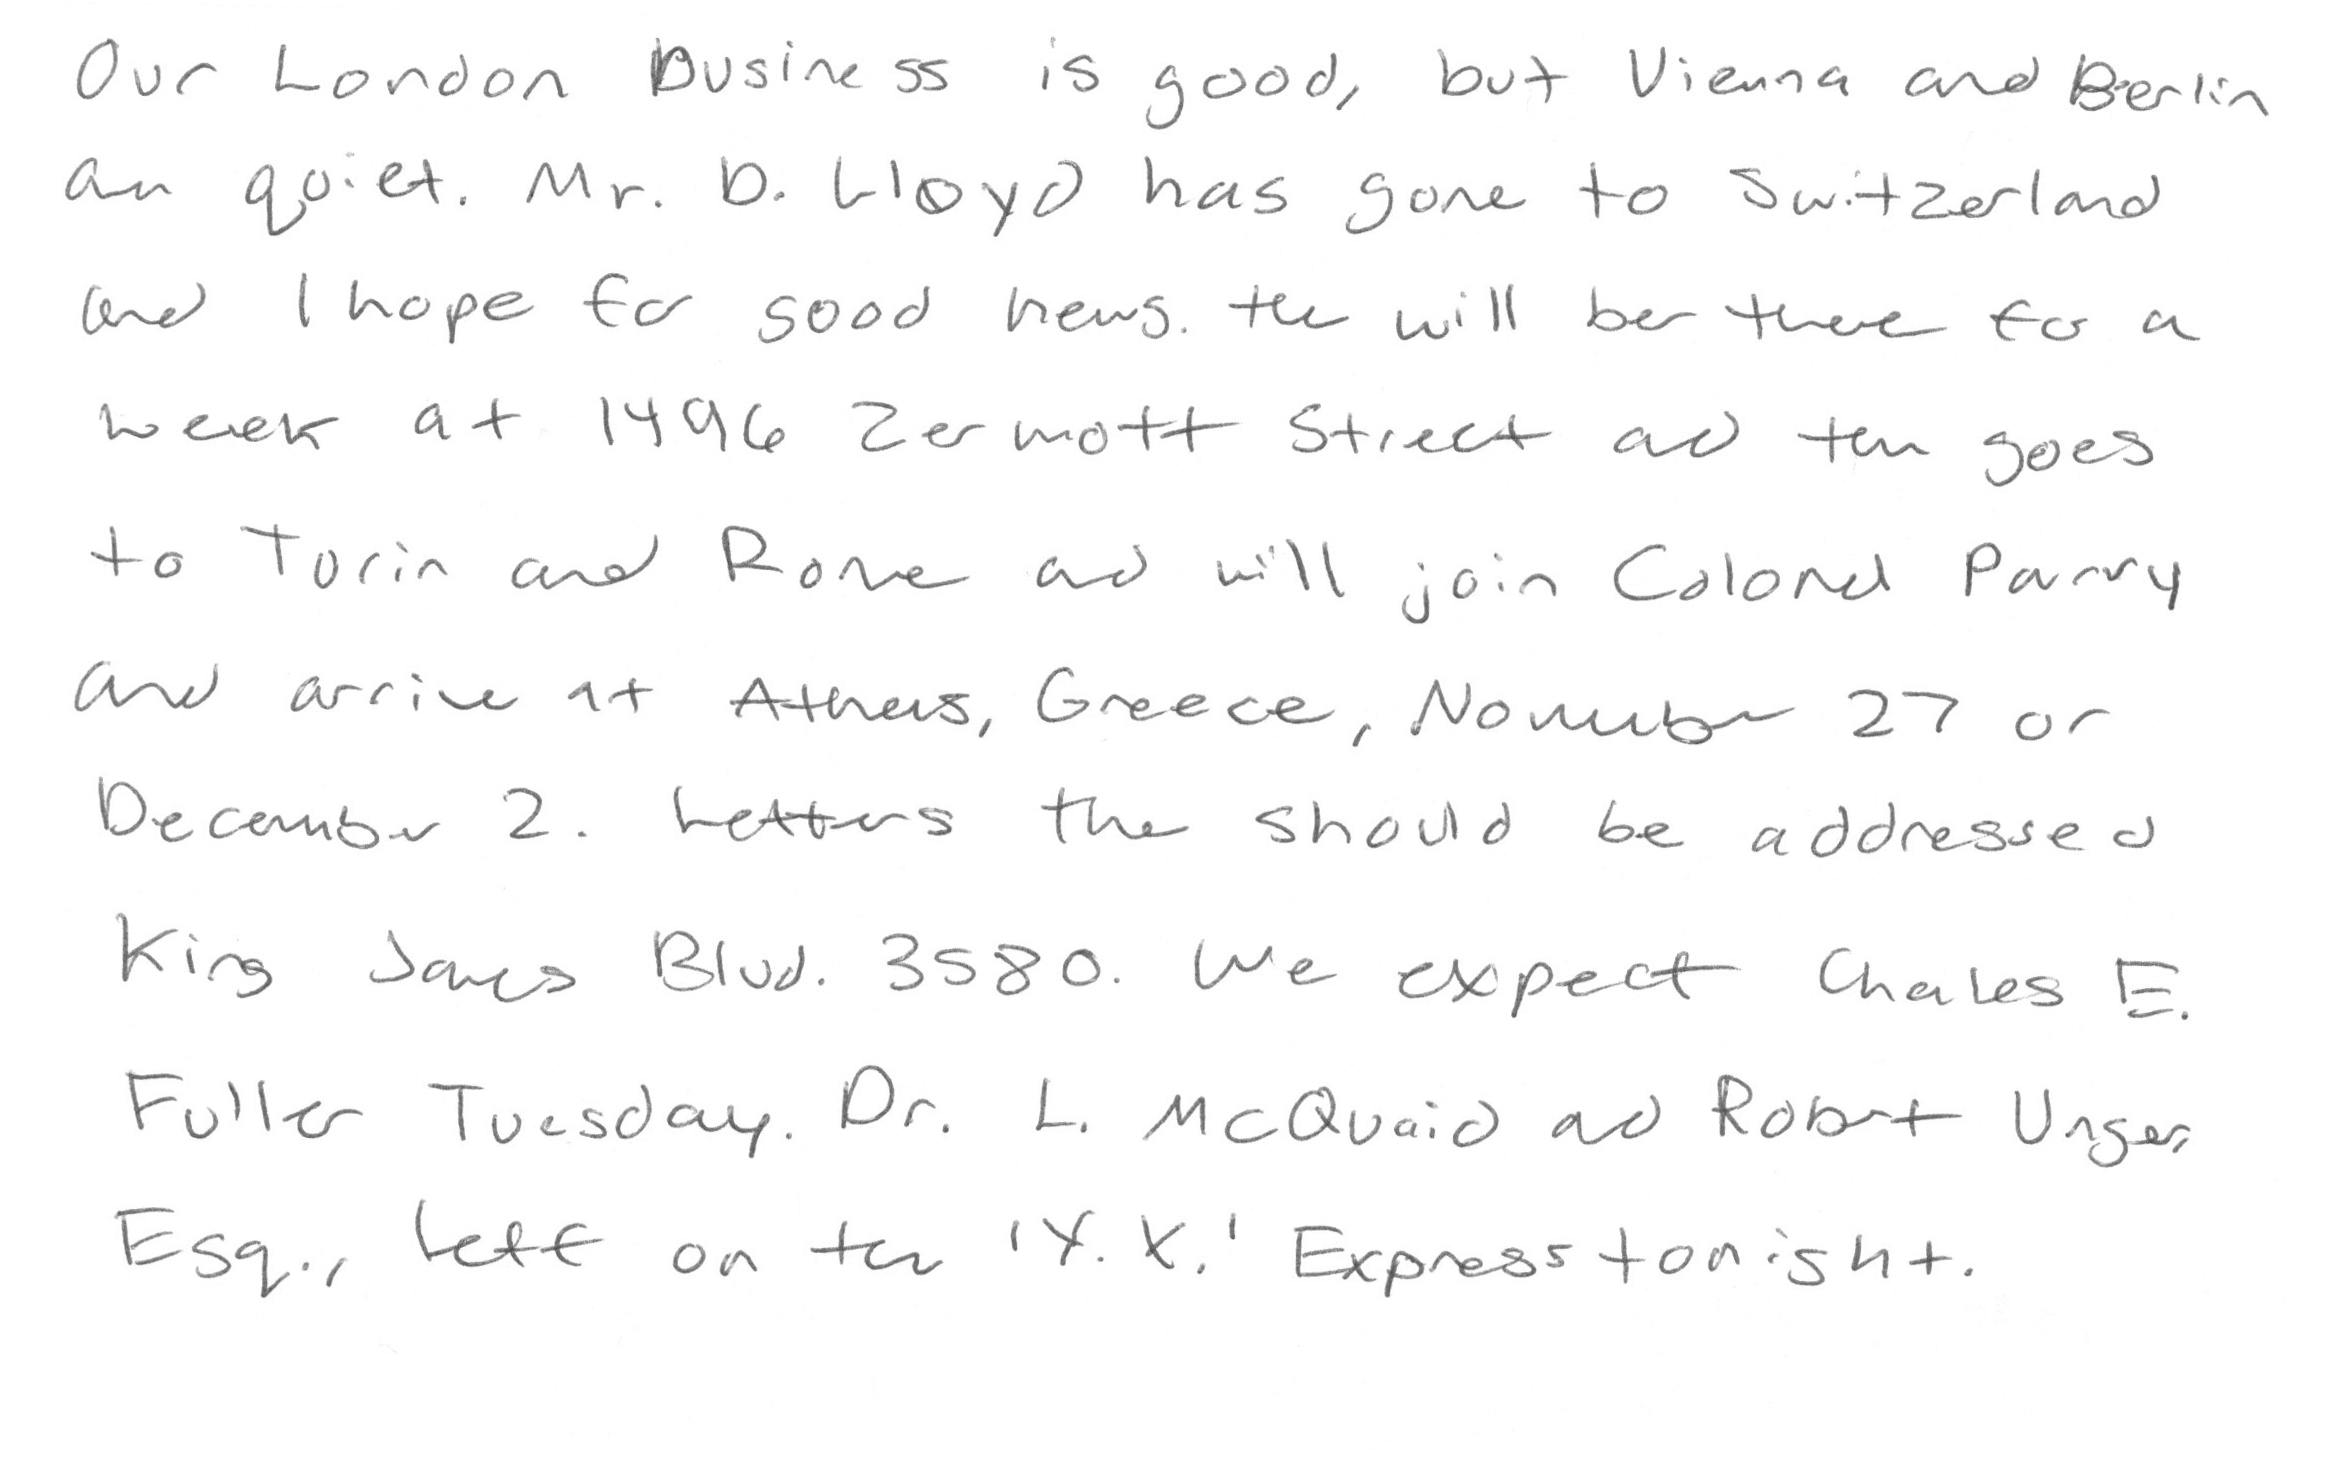 Our London Business is good, but Vienna and Berlin
are quiet. Mr. D. Lloyd has gone to Switzerland
and I hope for good news. He will be there for a
week at 1496 Zermott Street and then goes
to Turin and Rome and will join Colonel Parry
and arrive at Athens, Greece, November 27 or
December 2. Letters there should be addressed
King James Blvd. 3580. We expect Charles E.
Fuller Tuesday. Dr. L. McQuaid and Robert Unger,
Esq., left on the 'Y.X.' Express tonight.